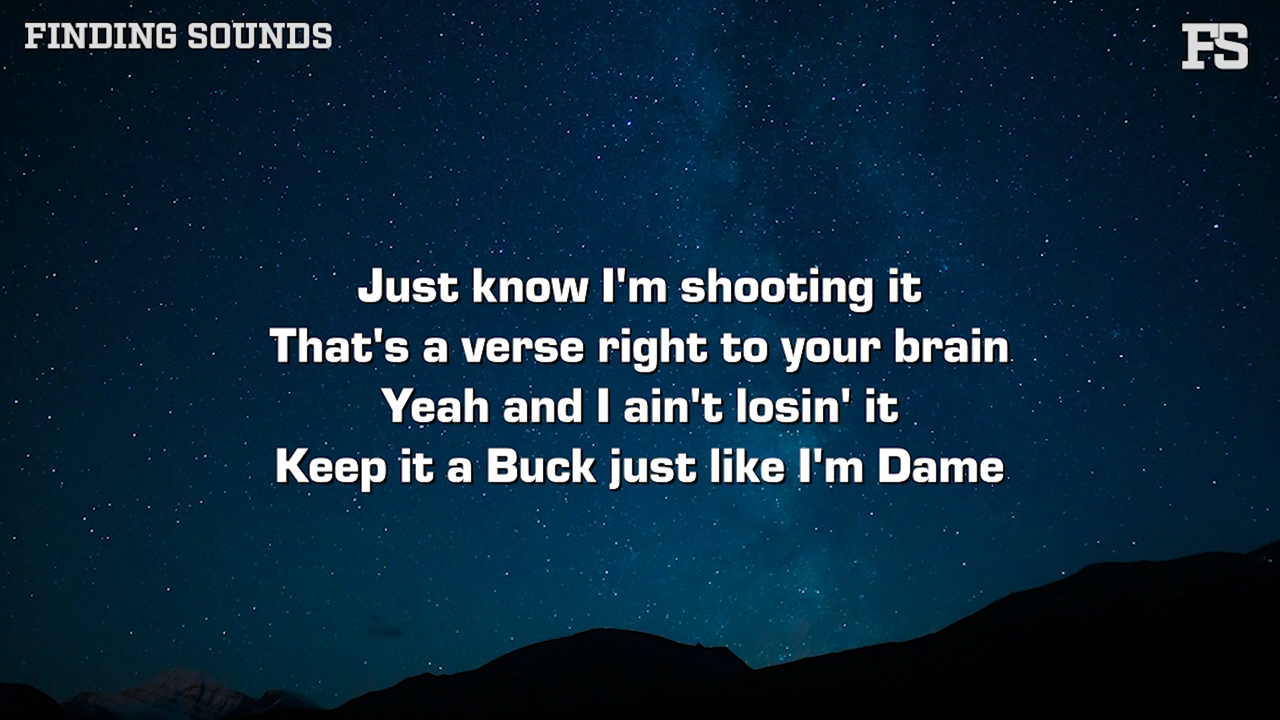 FINDING SOUNDS
FS
Just know I'm shooting it
That's a verse right to your brain
Yeah and I ain't losin' it
Keep it a Buck just like I'm Dame